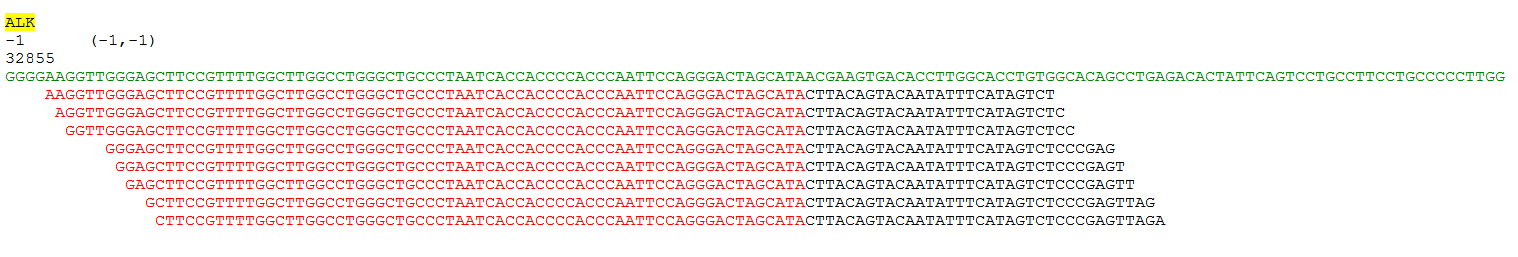 ALK
-1 (-1,-1)
32855
GGGGAAGGTTGGGAGCTTCCGTTTTGGCTTGGCCTGGGCTGCCCTAATCACCACCCCACCCAATTCCAGGGACTAGCATAACGAAGTGACACCTTGGCACCTGTGGCACAGCCTGAGACACTATTCAGTCCTGCCTTCCTGCCCCCTTGG
AAGGTTGGGAGCTTCCGTTTTGGCTTGGCCTGGGCTGCCCTAATCACCACCCCACCCAATTCCAGGGACTAGCATACTTACAGTACAATATTTCATAGTCT
AGGTTGGGAGCTTCCGTTTTGGCTTGGCCTGGGCTGCCCTAATCACCACCCCACCCAATTCCAGGGACTAGCATACTTACAGTACAATATTTCATAGTCTC
GGTTGGGAGCTTCCGTTTTGGCTTGGCCTGGGCTGCCCTAATCACCACCCCACCCAATTCCAGGGACTAGCATACTTACAGTACAATATTTCATAGTCTCC
GGGAGCTTCCGTTTTGGCTTGGCCTGGGCTGCCCTAATCACCACCCCACCCAATTCCAGGGACTAGCATACTTACAGTACAATATTTCATAGTCTCCCGAG
GGAGCTTCCGTTTTGGCTTGGCCTGGGCTGCCCTAATCACCACCCCACCCAATTCCAGGGACTAGCATACTTACAGTACAATATTTCATAGTCTCCCGAGT
GAGCTTCCGTTTTGGCTTGGCCTGGGCTGCCCTAATCACCACCCCACCCAATTCCAGGGACTAGCATACTTACAGTACAATATTTCATAGTCTCCCGAGTT
GCTTCCGTTTTGGCTTGGCCTGGGCTGCCCTAATCACCACCCCACCCAATTCCAGGGACTAGCATACTTACAGTACAATATTTCATAGTCTCCCGAGTTAG
CTTCCGTTTTGGCTTGGCCTGGGCTGCCCTAATCACCACCCCACCCAATTCCAGGGACTAGCATACTTACAGTACAATATTTCATAGTCTCCCGAGTTAGA